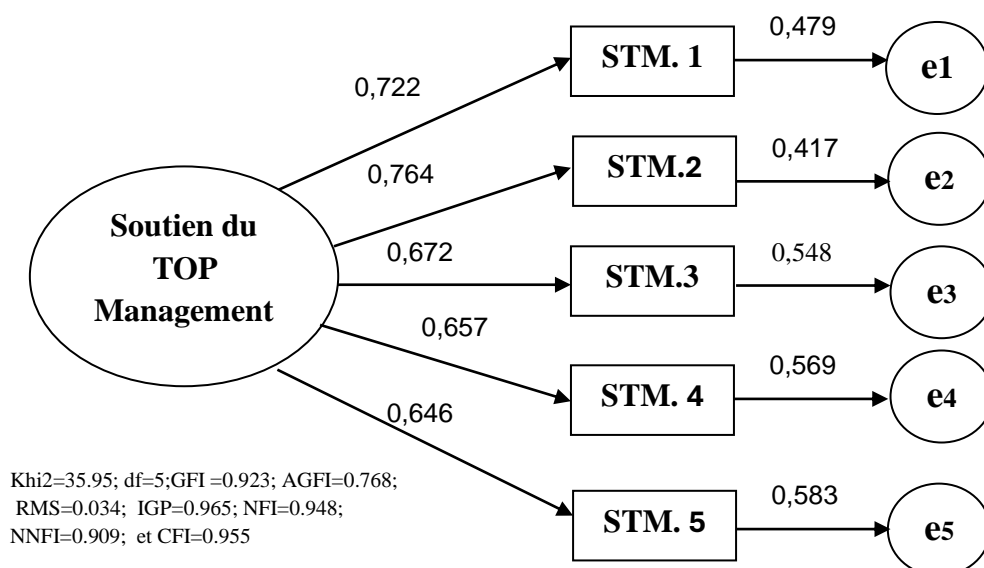 0,722
STM. 1
0,479
e1
0,764
STM.2
0,417
e2
Soutien du
TOP
Management
0,672
STM.3
0,548
e3
0,657
STM. 4
0,569
e4
0,646
STM. 5
0,583
e5
Khi2=35.95; df=5;GFI =0.923; AGFI=0.768;
RMS=0.034; IGP=0.965; NFI=0.948;
NNFI=0.909; et CFI=0.955